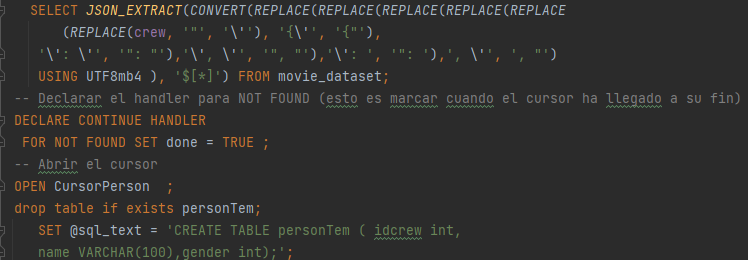 SELECT JSON_EXTRACT(CONVERT(REPLACE(REPLACE(REPLACE(REPLACE(REPLACE(REPLACE
(REPLACE(crew, '"', '\''), '{\'', '{"'),
'\': \'', '": "'),'\', \'', '", "'),'\': ', '": '),', \'', ', "')
USING UTF8mb4 ), '$[*]') FROM movie_dataset;
-- Declarar el handler para NOT FOUND (esto es marcar cuando el cursor ha llegado a su fin)
DECLARE CONTINUE HANDLER
FOR NOT FOUND SET done = TRUE ;
-- Abrir el cursor
OPEN CursorPerson ;
drop table if exists personTem;
SET @sql_text = 'CREATE TABLE personTem ( idcrew int,
name VARCHAR(100),gender int);';